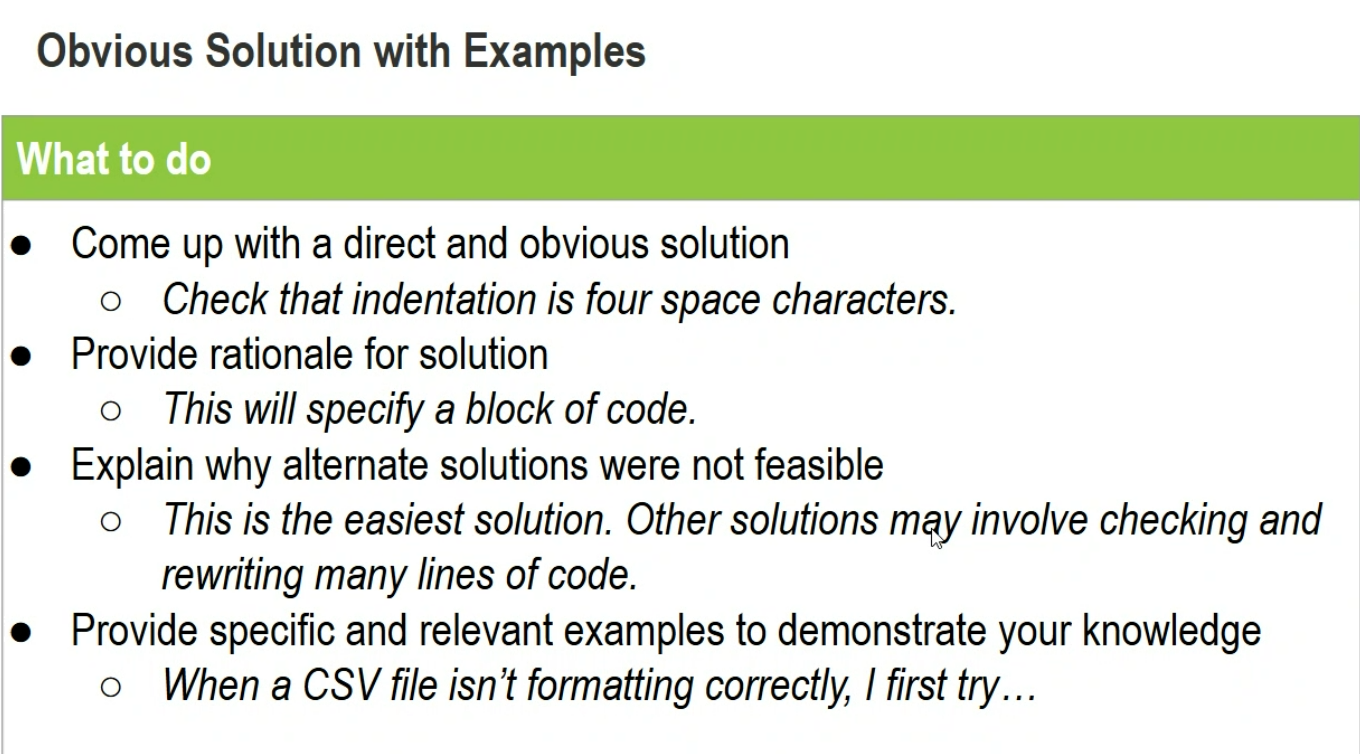 Obvious Solution with Examples
What to do
● Come up with a direct and obvious solution
○ Check that indentation is four space characters.
● Provide rationale for solution
○ This will specify a block of code.
● Explain why alternate solutions were not feasible
○ This is the easiest solution. Other solutions may involve checking and
rewriting many lines of code.
● Provide specific and relevant examples to demonstrate your knowledge
○ When a CSV file isn’t formatting correctly, I first try…